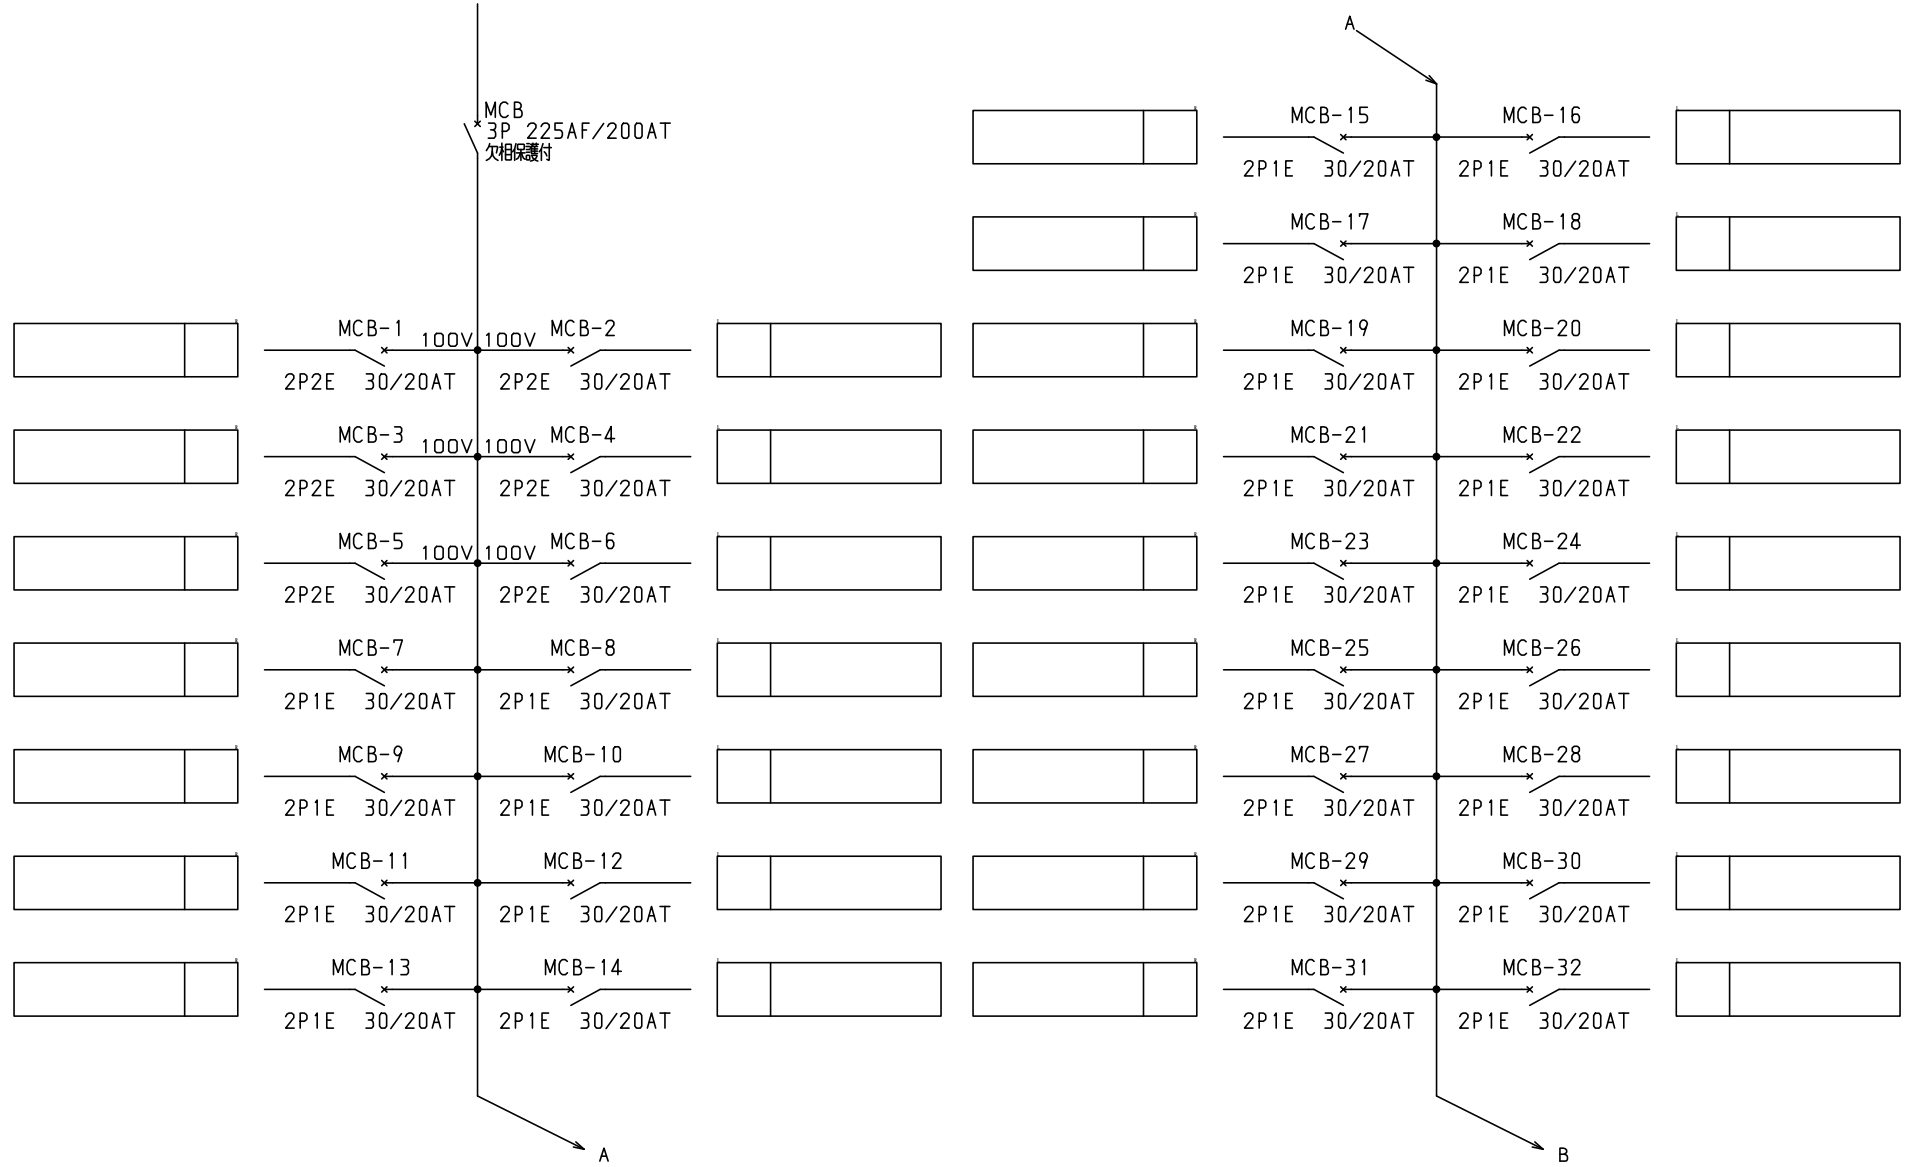 MCB
3P 225AF/200AT
欠相保護付
MCB-1 100V 100V MCB-2
2P2E 30/20AT 2P2E 30/20AT
MCB-3 100V 100V MCB-4
2P2E 30/20AT 2P2E 30/20AT
MCB-5 100V 100V MCB-6
2P2E 30/20AT 2P2E 30/20AT
MCB-7 MCB-8
2P1E 30/20AT 2P1E 30/20AT
MCB-9 MCB-10
2P1E 30/20AT 2P1E 30/20AT
MCB-11 MCB-12
2P1E 30/20AT 2P1E 30/20AT
MCB-13 MCB-14
2P1E 30/20AT 2P1E 30/20AT
A
A
MCB-15 MCB-16
2P1E 30/20AT 2P1E 30/20AT
MCB-17 MCB-18
2P1E 30/20AT 2P1E 30/20AT
MCB-19 MCB-20
2P1E 30/20AT 2P1E 30/20AT
MCB-21 MCB-22
2P1E 30/20AT 2P1E 30/20AT
MCB-23 MCB-24
2P1E 30/20AT 2P1E 30/20AT
MCB-25 MCB-26
2P1E 30/20AT 2P1E 30/20AT
MCB-27 MCB-28
2P1E 30/20AT 2P1E 30/20AT
MCB-29 MCB-30
2P1E 30/20AT 2P1E 30/20AT
MCB-31 MCB-32
2P1E 30/20AT 2P1E 30/20AT
B